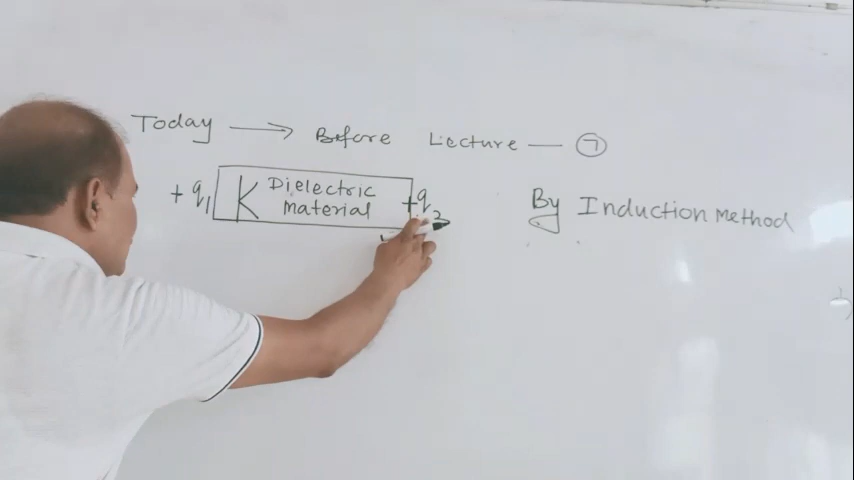 Today → Before Lecture — ⑦
+q₁ K Dielectric material +q₂
By Induction Method